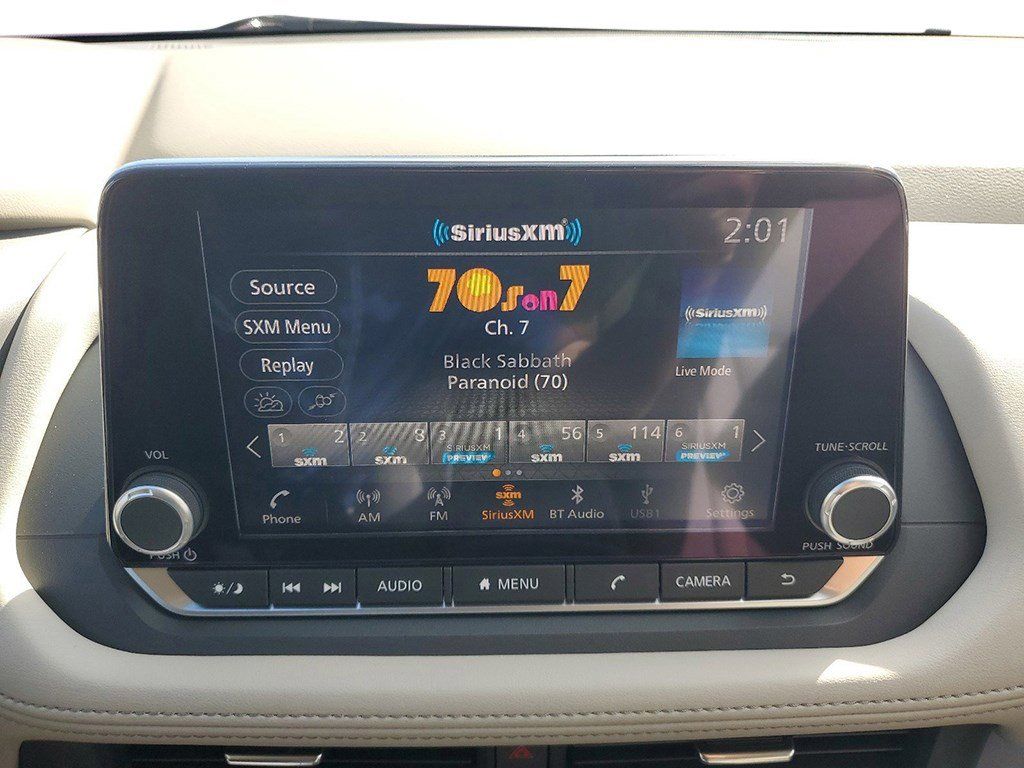 SiriusXM
2:01
Source
SXM Menu
Replay
70s on 7
Ch. 7
Black Sabbath
Paranoid (70)
SiriusXM
Live Mode
1 2 sxm
2 8 sxm
3 1 SIRIUSXM PREVIEW
4 56 sxm
5 114 sxm
6 1 SIRIUSXM PREVIEW
Phone
AM
FM
sxm
SiriusXM
BT Audio
USB1
Settings
VOL
PUSH
TUNE·SCROLL
PUSH SOUND
AUDIO
MENU
CAMERA